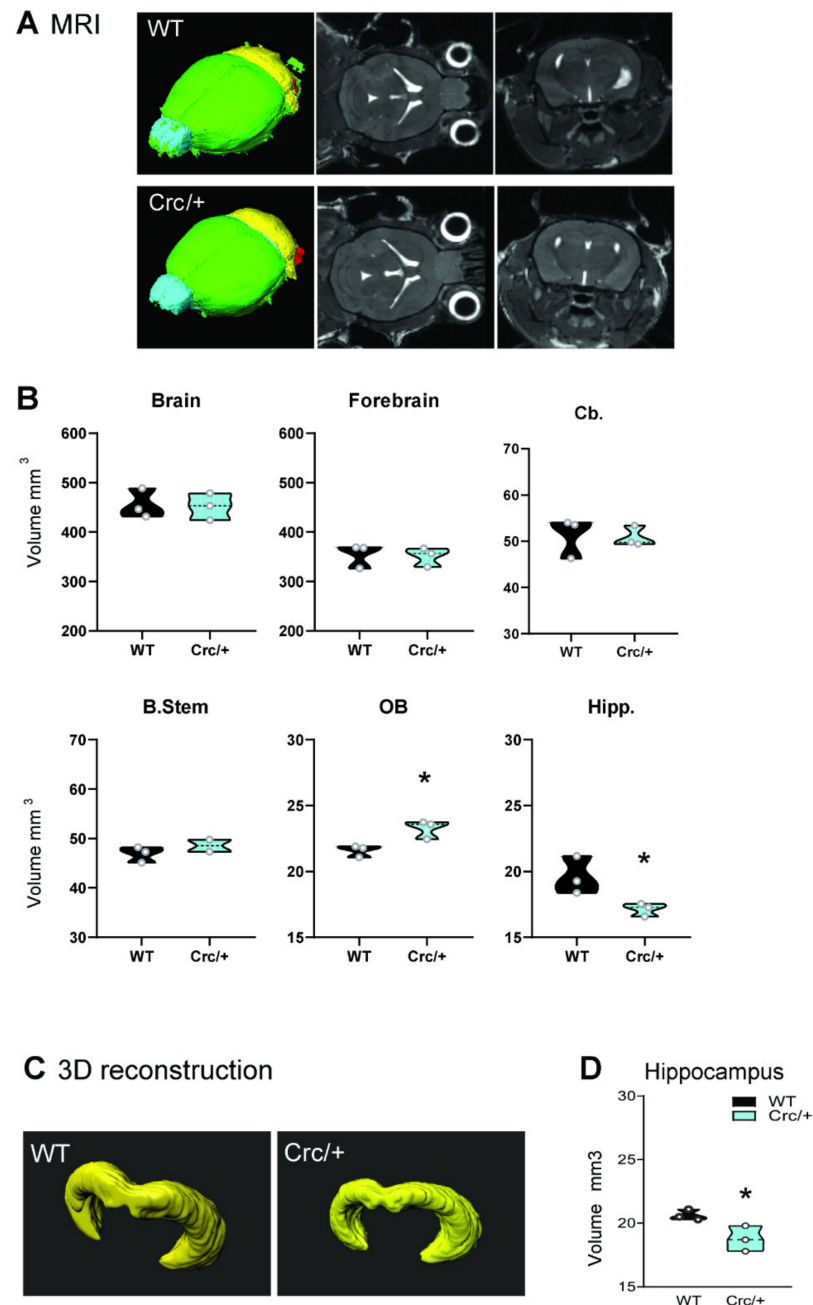 A MRI
WT
Crc/+
B
Brain
Forebrain
Cb.
Volume mm 3
600
500
400
300
200
WT
Crc/+
600
500
400
300
200
WT
Crc/+
70
60
50
40
30
WT
Crc/+
B.Stem
OB
Hipp.
Volume mm 3
70
60
50
40
30
WT
Crc/+
30
25
20
15
*
WT
Crc/+
30
25
20
15
*
WT
Crc/+
C 3D reconstruction
WT
Crc/+
D Hippocampus
WT
Crc/+
Volume mm3
30
25
20
15
*
WT
Crc/+